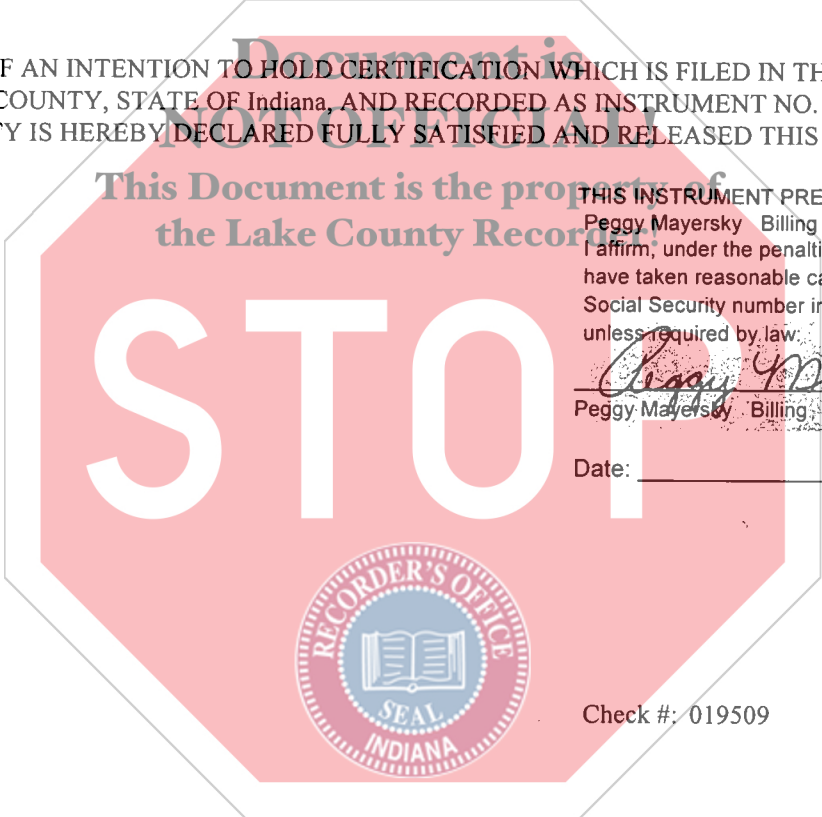 Document is
F AN INTENTION TO HOLD CERTIFICATION WHICH IS FILED IN TH
COUNTY, STATE OF Indiana, AND RECORDED AS INSTRUMENT NO.
NOT OFFICIAL!
Y IS HEREBY DECLARED FULLY SATISFIED AND RELEASED THIS
This Document is the property of
the Lake County Recorder!
THIS INSTRUMENT PRE
Peggy Mayersky Billing
I affirm, under the penalti
have taken reasonable ca
Social Security number in
unless required by law.
Peggy M
Peggy Mayersky Billing
Date:
STOP
RECORDER'S OFFICE
SEAL
INDIANA
Check #: 019509